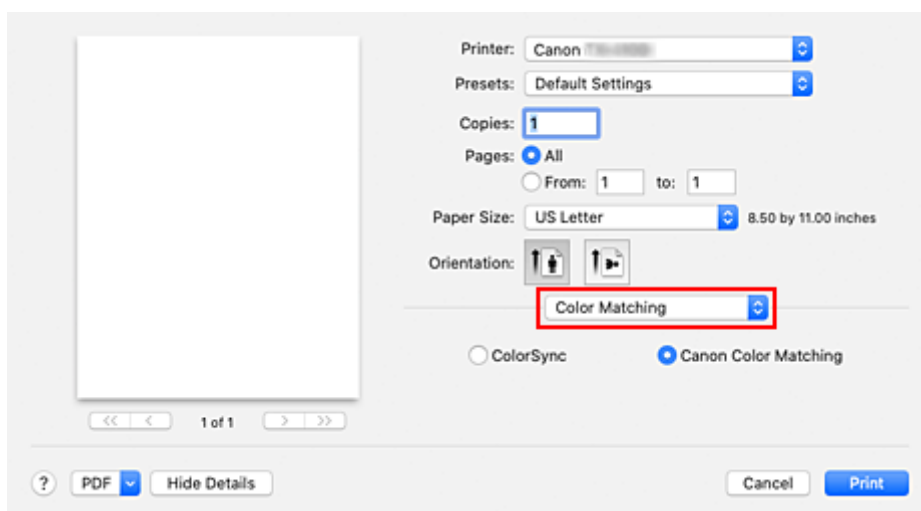 Printer: Canon
Presets: Default Settings
Copies: 1
Pages: All
From: 1 to: 1
Paper Size: US Letter 8.50 by 11.00 inches
Orientation:
Color Matching
ColorSync Canon Color Matching
<< < 1 of 1 > >>
? PDF Hide Details Cancel Print